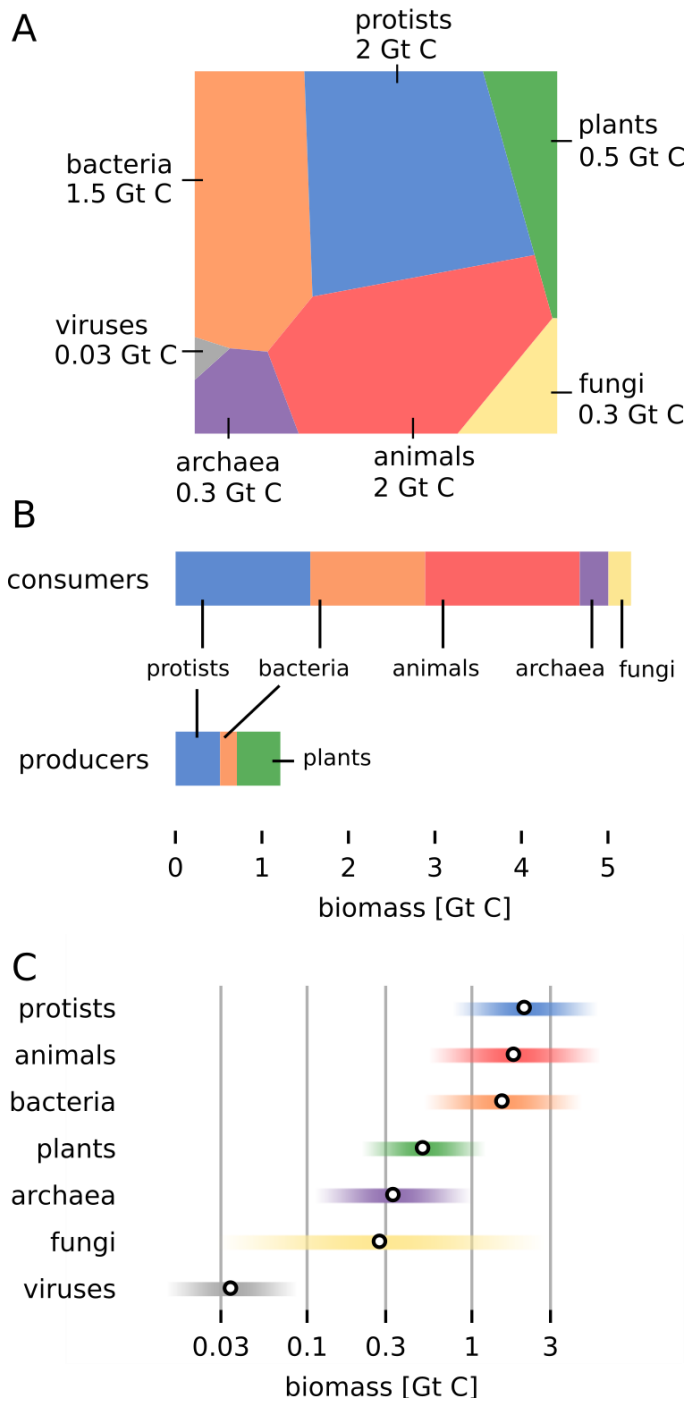 A
protists
2 Gt C
plants
0.5 Gt C
bacteria
1.5 Gt C
viruses
0.03 Gt C
fungi
0.3 Gt C
archaea
0.3 Gt C
animals
2 Gt C
B
consumers
protists
bacteria
animals
archaea
fungi
producers
plants
0 1 2 3 4 5
biomass [Gt C]
C
protists
animals
bacteria
plants
archaea
fungi
viruses
0.03 0.1 0.3 1 3
biomass [Gt C]